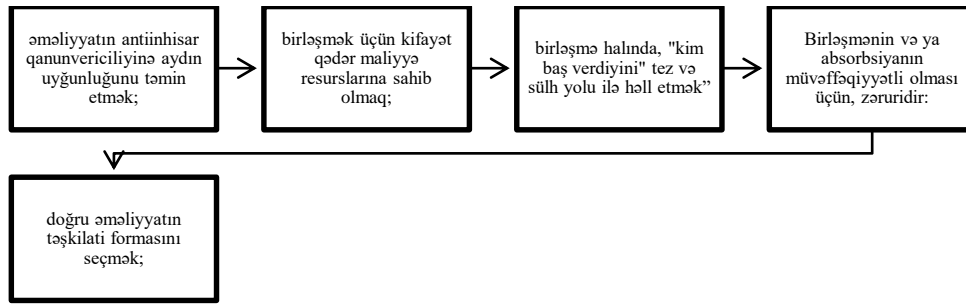 əməliyyatın antiinhisar
qanunvericiliyinə aydın
uyğunluğunu təmin
etmək;
birləşmək üçün kifayət
qədər maliyyə
resurslarına sahib
olmaq;
birləşmə halında, "kim
baş verdiyini" tez və
sülh yolu ilə həll etmək”
Birləşmənin və ya
absorbsiyanın
müvəffəqiyyətli olması
üçün, zəruridir:
doğru əməliyyatın
təşkilati formasını
seçmək;